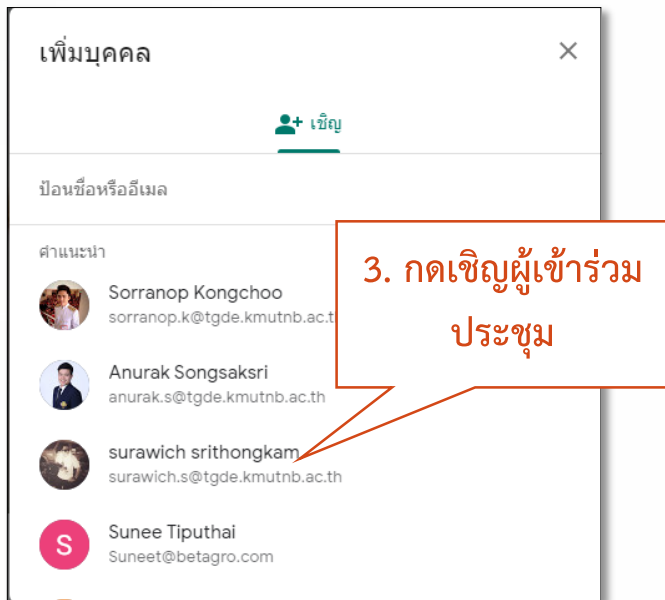 เพิ่มบุคคล
เชิญ
ป้อนชื่อหรืออีเมล
คำแนะนำ
3. กดเชิญผู้เข้าร่วม
ประชุม
Sorranop Kongchoo
sorranop.k@tgde.kmutnb.ac.t
Anurak Songsaksri
anurak.s@tgde.kmutnb.ac.th
surawich srithongkam
surawich.s@tgde.kmutnb.ac.th
S
Sunee Tiputhai
Suneet@betagro.com